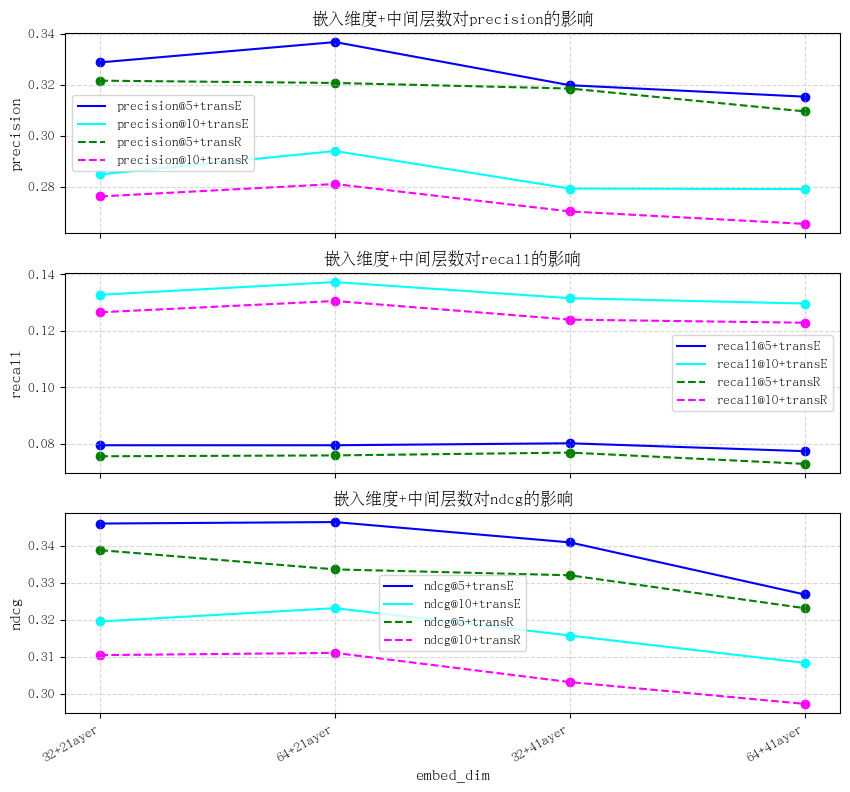 嵌入维度+中间层数对precision的影响
0.34
0.32
0.30
0.28
precision
precision@5+transE
precision@10+transE
precision@5+transR
precision@10+transR
嵌入维度+中间层数对recall的影响
0.14
0.12
0.10
0.08
recall
recall@5+transE
recall@10+transE
recall@5+transR
recall@10+transR
嵌入维度+中间层数对ndcg的影响
0.34
0.33
0.32
0.31
0.30
ndcg
ndcg@5+transE
ndcg@10+transE
ndcg@5+transR
ndcg@10+transR
32+2layer
64+2layer
32+4layer
64+4layer
embed_dim